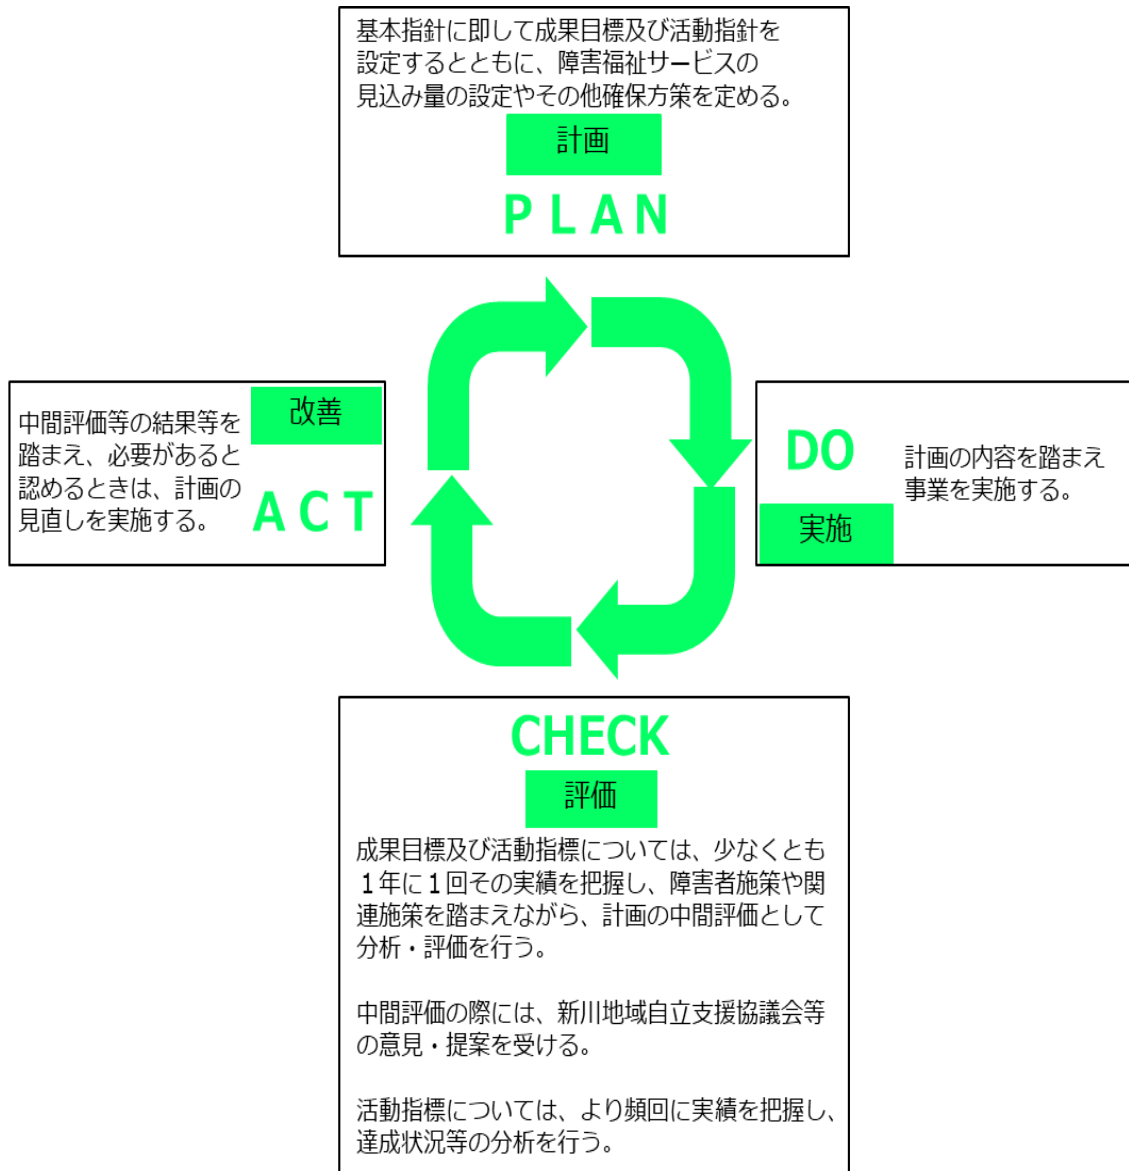 基本指針に即して成果目標及び活動指針を
設定するとともに、障害福祉サービスの
見込み量の設定やその他確保方策を定める。
計画
PLAN
中間評価等の結果等を
踏まえ、必要があると
認めるときは、計画の
見直しを実施する。
改善
ACT
DO
実施
計画の内容を踏まえ
事業を実施する。
CHECK
評価
成果目標及び活動指標については、少なくとも
１年に１回その実績を把握し、障害者施策や関
連施策を踏まえながら、計画の中間評価として
分析・評価を行う。
中間評価の際には、新川地域自立支援協議会等
の意見・提案を受ける。
活動指標については、より頻回に実績を把握し、
達成状況等の分析を行う。